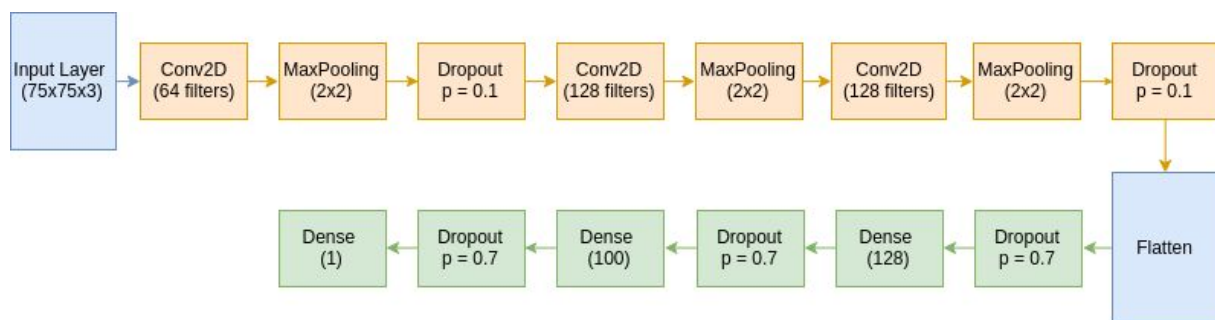 Input Layer
(75x75x3)
Conv2D
(64 filters)
MaxPooling
(2x2)
Dropout
p = 0.1
Conv2D
(128 filters)
MaxPooling
(2x2)
Conv2D
(128 filters)
MaxPooling
(2x2)
Dropout
p = 0.1
Flatten
Dropout
p = 0.7
Dense
(128)
Dropout
p = 0.7
Dense
(100)
Dropout
p = 0.7
Dense
(1)